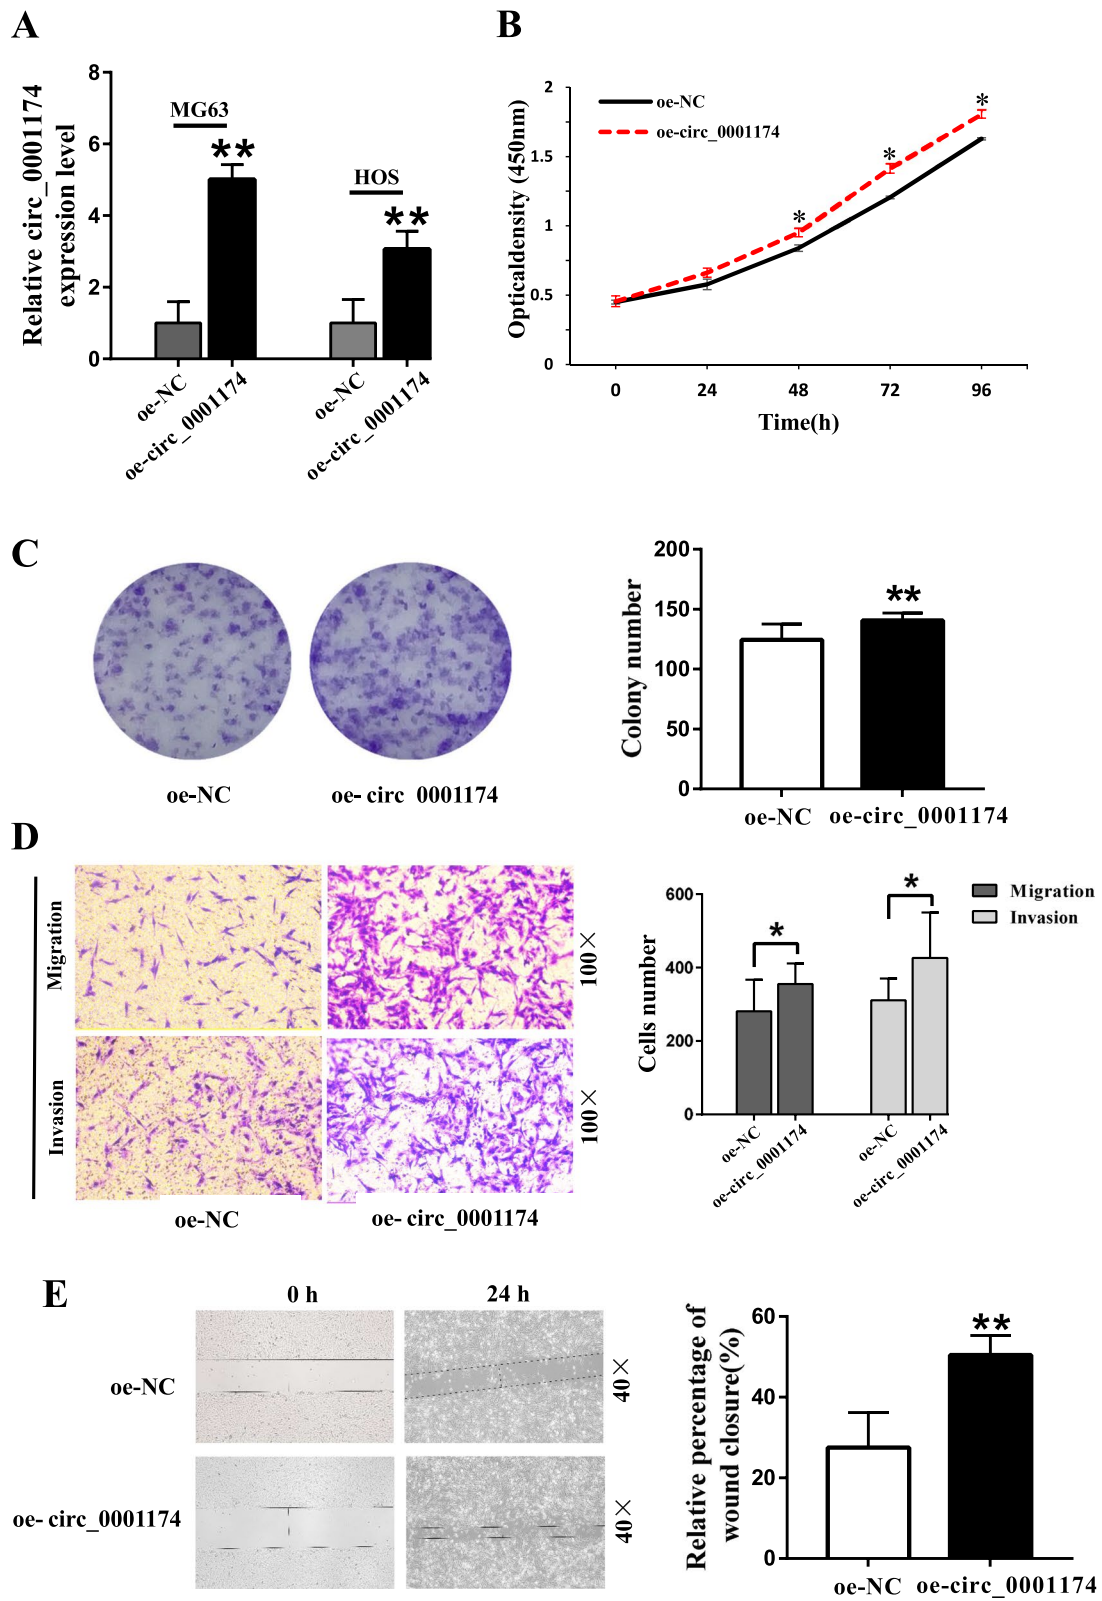 A
Relative circ_0001174
expression level
8
6
4
2
0
MG63
**
HOS
**
oe-NC
oe-circ_0001174
oe-NC
oe-circ_0001174
B
Opticaldensity (450nm)
2
1.5
1
0.5
0
oe-NC
oe-circ_0001174
*
*
*
0 24 48 72 96
Time(h)
C
oe-NC
oe- circ 0001174
Colony number
200
150
100
50
0
**
oe-NC oe-circ_0001174
D
Migration
100×
Invasion
100×
oe-NC
oe- circ_0001174
Cells number
600
400
200
0
*
*
Migration
Invasion
oe-NC
oe-circ_0001174
oe-NC
oe-circ_0001174
E
0 h
24 h
oe-NC
40×
oe- circ_0001174
40×
Relative percentage of
wound closure(%)
60
40
20
0
**
oe-NC oe-circ_0001174